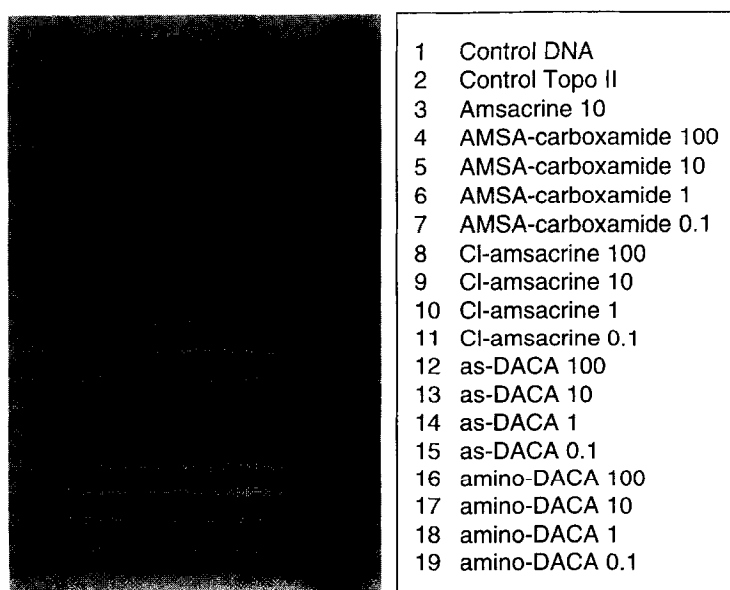 1 Control DNA
2 Control Topo II
3 Amsacrine 10
4 AMSA-carboxamide 100
5 AMSA-carboxamide 10
6 AMSA-carboxamide 1
7 AMSA-carboxamide 0.1
8 Cl-amsacrine 100
9 Cl-amsacrine 10
10 Cl-amsacrine 1
11 Cl-amsacrine 0.1
12 as-DACA 100
13 as-DACA 10
14 as-DACA 1
15 as-DACA 0.1
16 amino-DACA 100
17 amino-DACA 10
18 amino-DACA 1
19 amino-DACA 0.1